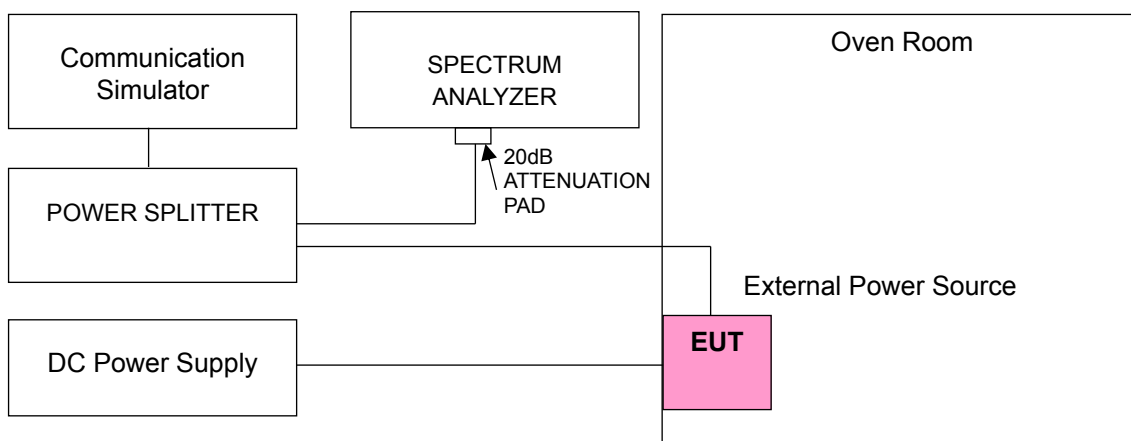 Communication
Simulator
SPECTRUM
ANALYZER
Oven Room
20dB
ATTENUATION
PAD
POWER SPLITTER
External Power Source
EUT
DC Power Supply